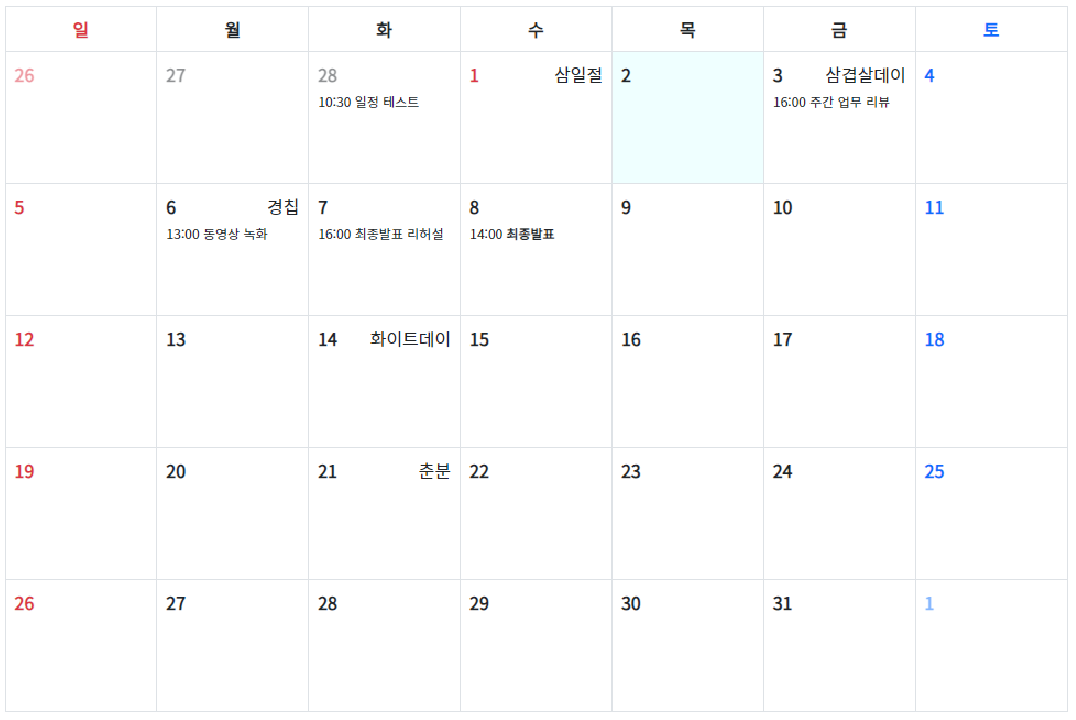 일 월 화 수 목 금 토
26 27 28 1 삼일절 2 3 삼겹살데이 4
10:30 일정 테스트 16:00 주간 업무 리뷰
5 6 경칩 7 8 9 10 11
13:00 동영상 녹화 16:00 최종발표 리허설 14:00 최종발표
12 13 14 화이트데이 15 16 17 18
19 20 21 춘분 22 23 24 25
26 27 28 29 30 31 1